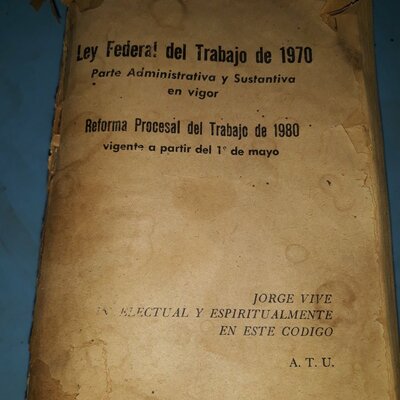 Ley Federal del Trabajo de 1970
Parte Administrativa y Sustantiva
en vigor
Reforma Procesal del Trabajo de 1980
vigente a partir del 1° de mayo
JORGE VIVE
ELECTUAL Y ESPIRITUALMENTE
EN ESTE CODIGO
A. T. U.